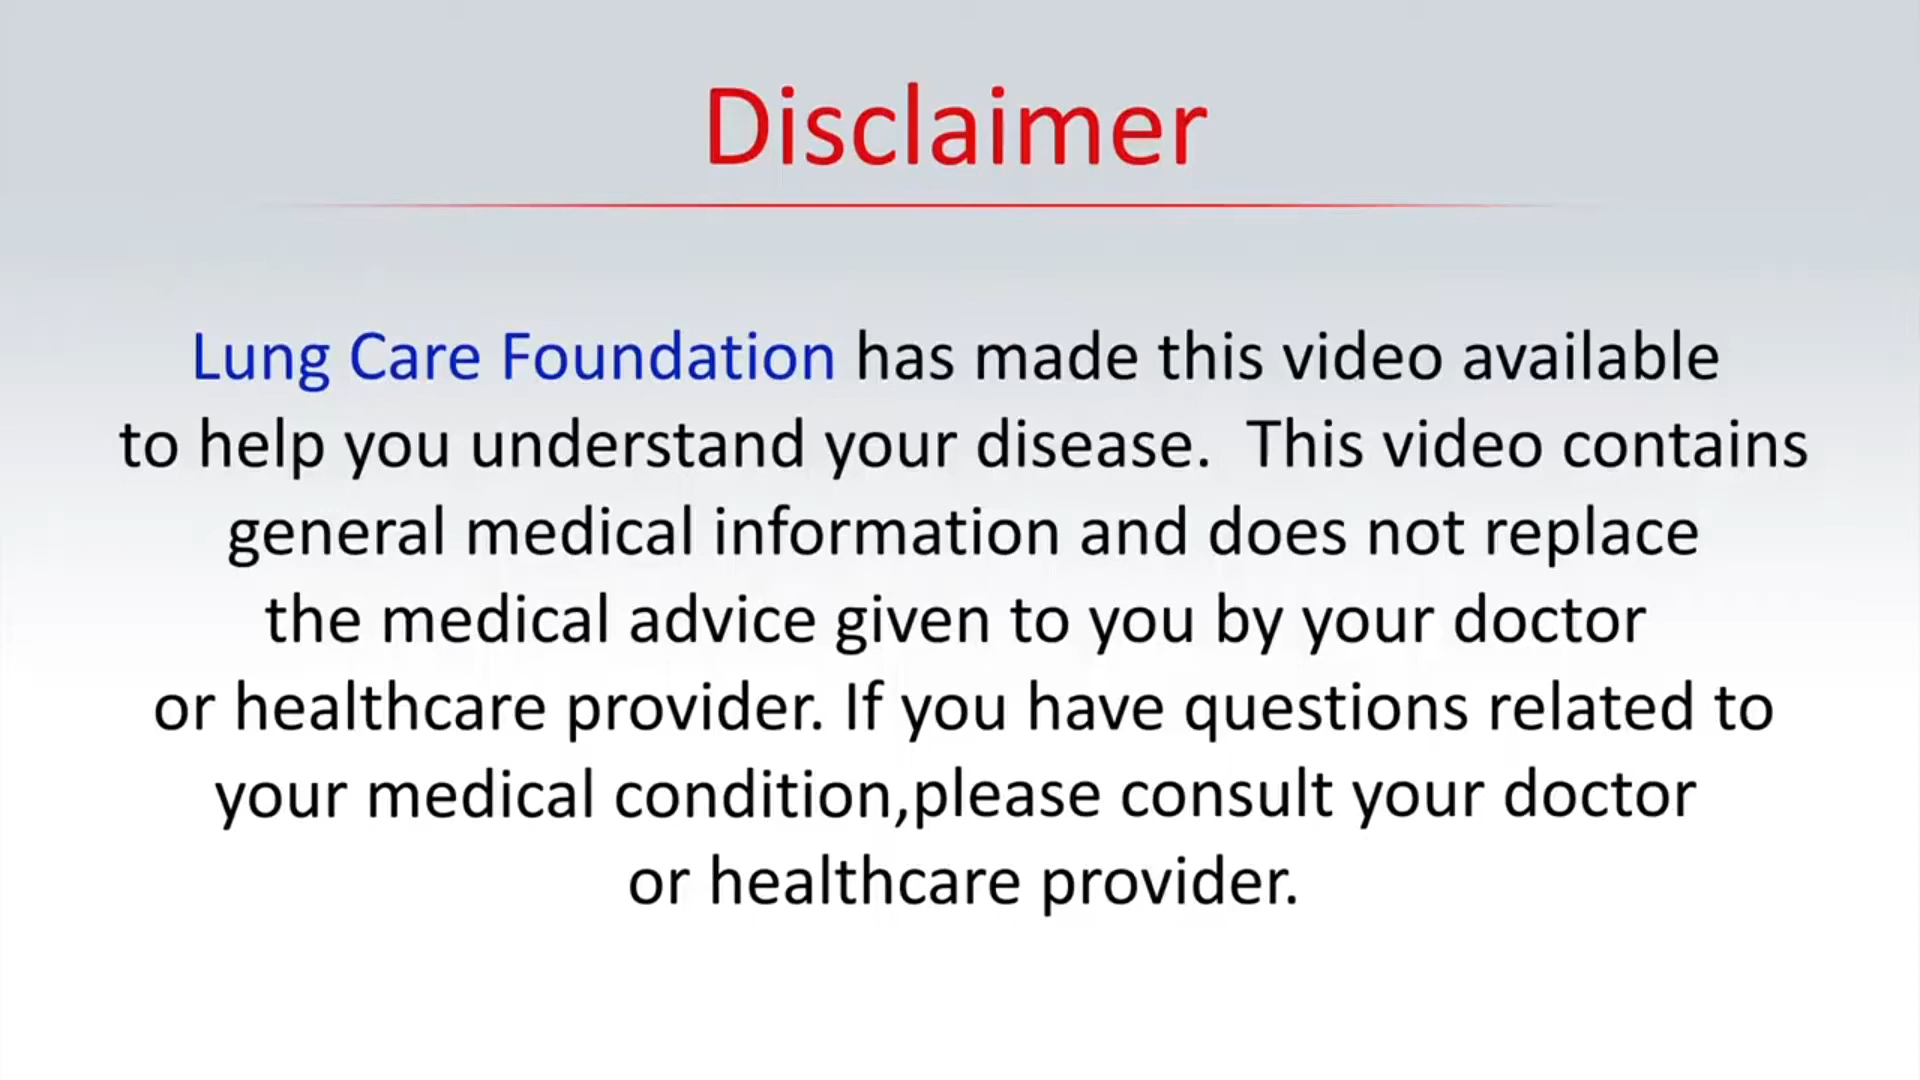 Disclaimer
Lung Care Foundation has made this video available
to help you understand your disease.  This video contains
general medical information and does not replace
the medical advice given to you by your doctor
or healthcare provider. If you have questions related to
your medical condition,please consult your doctor
or healthcare provider.